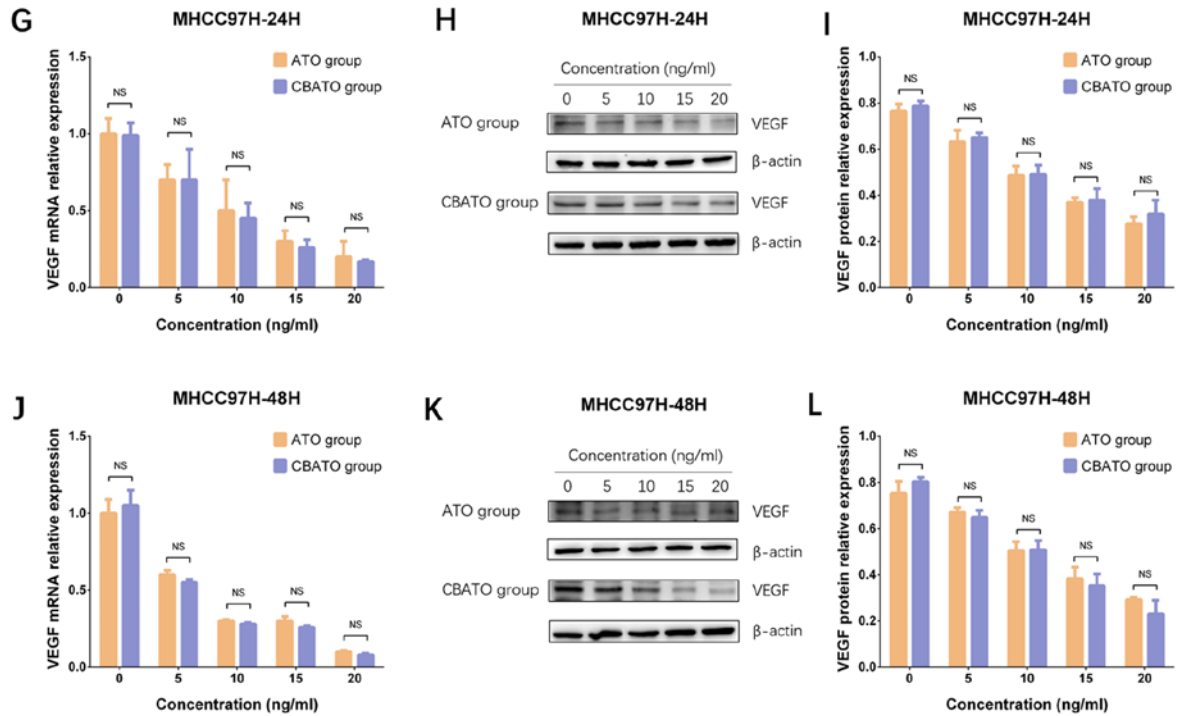 G
MHCC97H-24H
VEGF mRNA relative expression
1.5
1.0
0.5
0.0
ATO group
CBATO group
NS
NS
NS
NS
NS
0 5 10 15 20
Concentration (ng/ml)
H
MHCC97H-24H
Concentration (ng/ml)
0 5 10 15 20
ATO group VEGF
β-actin
CBATO group VEGF
β-actin
I
MHCC97H-24H
VEGF protein relative expression
1.0
0.8
0.6
0.4
0.2
0.0
ATO group
CBATO group
NS
NS
NS
NS
NS
0 5 10 15 20
Concentration (ng/ml)
J
MHCC97H-48H
VEGF mRNA relative expression
1.5
1.0
0.5
0.0
ATO group
CBATO group
NS
NS
NS
NS
NS
0 5 10 15 20
Concentration (ng/ml)
K
MHCC97H-48H
Concentration (ng/ml)
0 5 10 15 20
ATO group VEGF
β-actin
CBATO group VEGF
β-actin
L
MHCC97H-48H
VEGF protein relative expression
1.0
0.8
0.6
0.4
0.2
0.0
ATO group
CBATO group
NS
NS
NS
NS
NS
0 5 10 15 20
Concentration (ng/ml)